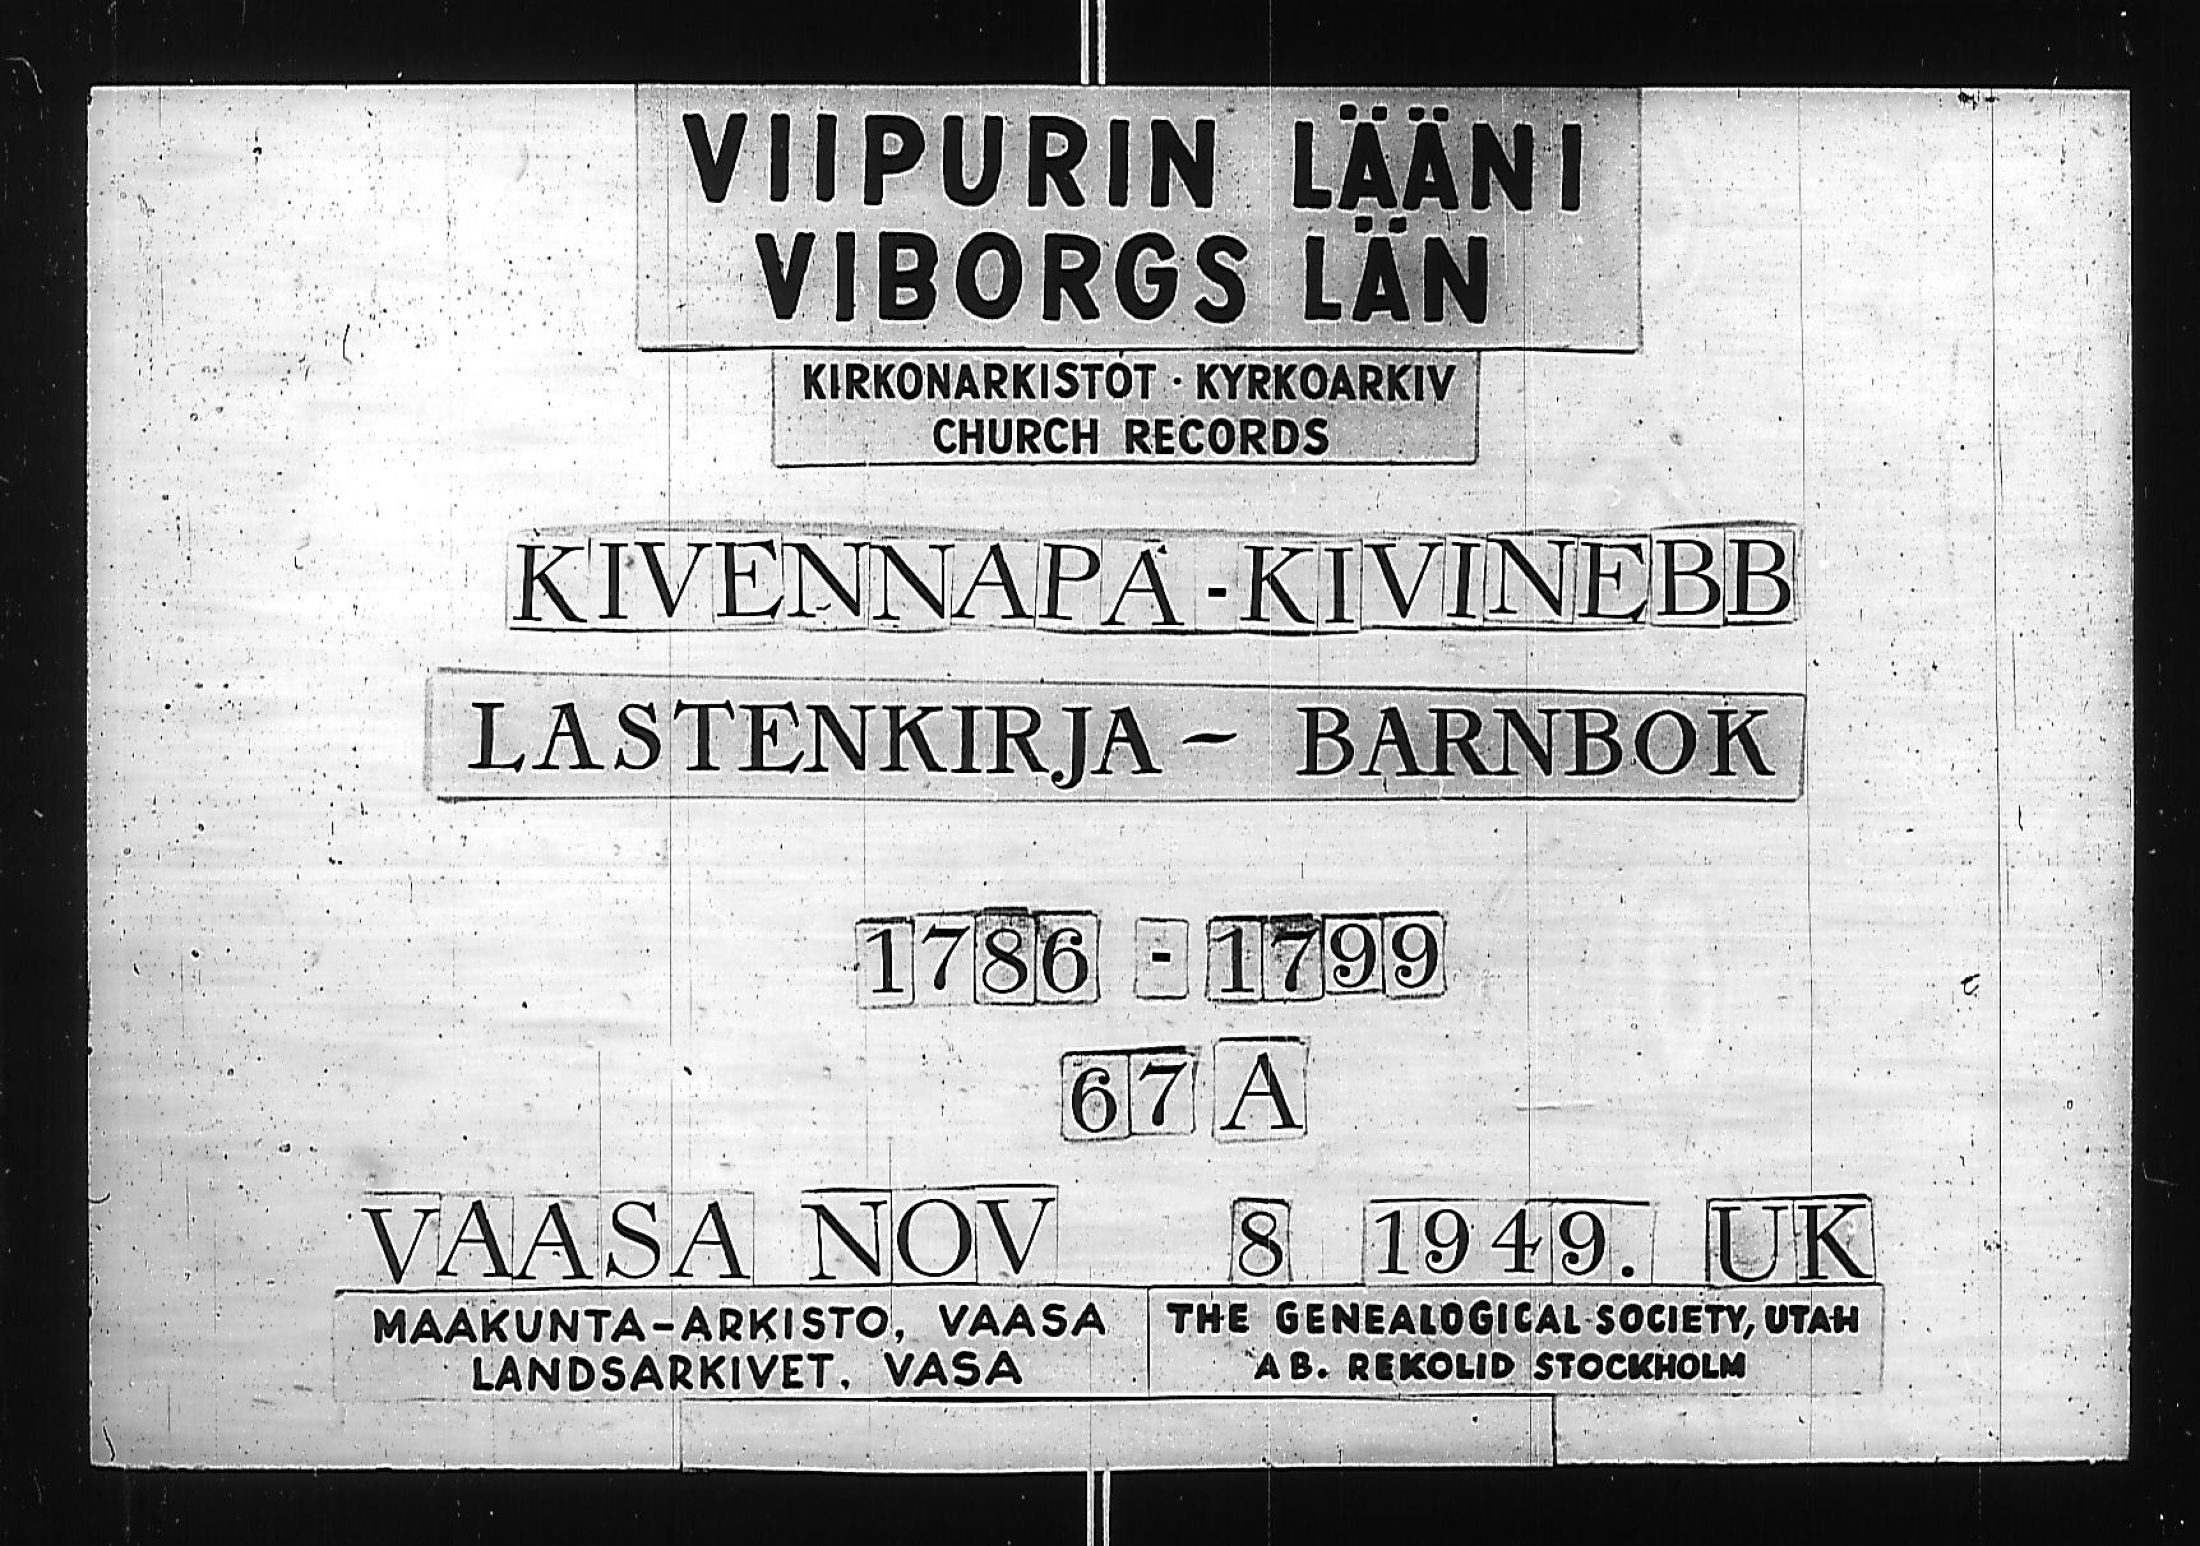 VIIPURIN LÄÄNI
VIBORGS LÄN
KIRKONARKISTOT · KYRKOARKIV
CHURCH RECORDS
KIVENNAPA - KIVINEBB
LASTENKIRJA – BARNBOK
1786 - 1799
67 A
VAASA NOV 8 1949. UK
MAAKUNTA-ARKISTO, VAASA
LANDSARKIVET, VASA
THE GENEALOGICAL SOCIETY, UTAH
AB. REKOLID STOCKHOLM